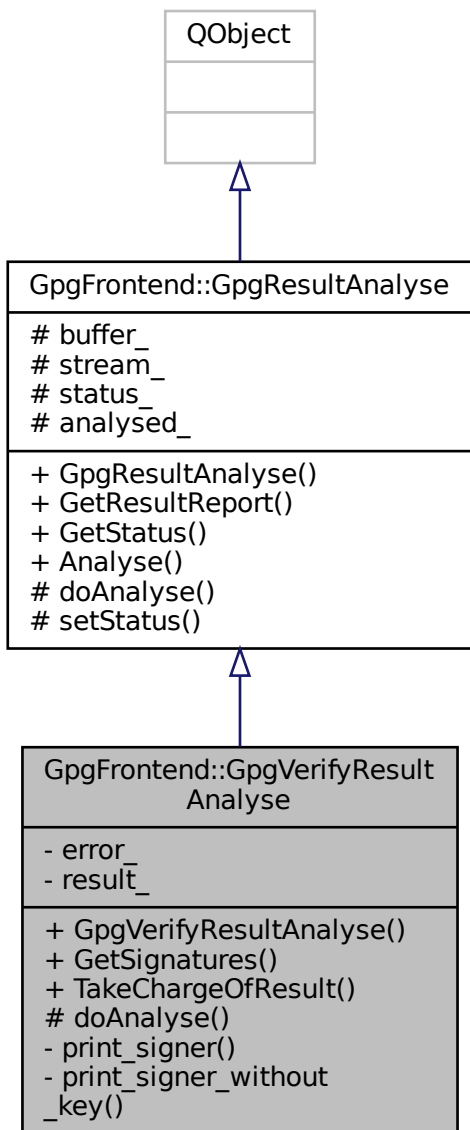 QObject
GpgFrontend::GpgResultAnalyse
# buffer_
# stream_
# status_
# analysed_
+ GpgResultAnalyse()
+ GetResultReport()
+ GetStatus()
+ Analyse()
# doAnalyse()
# setStatus()
GpgFrontend::GpgVerifyResult
Analyse
- error_
- result_
+ GpgVerifyResultAnalyse()
+ GetSignatures()
+ TakeChargeOfResult()
# doAnalyse()
- print_signer()
- print_signer_without
_key()